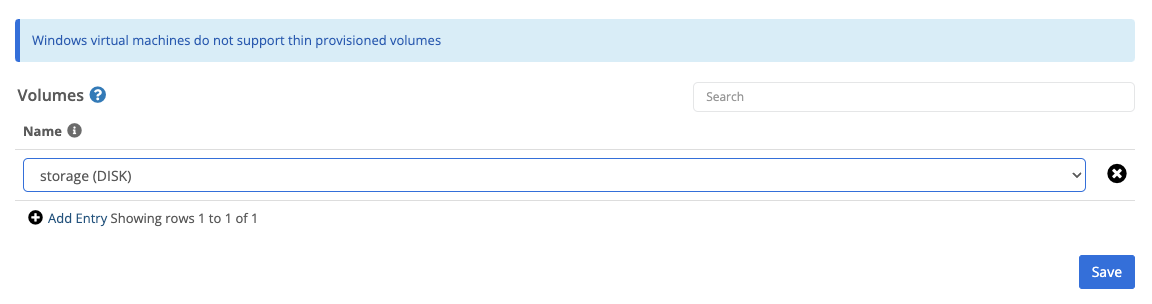 Windows virtual machines do not support thin provisioned volumes
Volumes ?
Search
Name i
storage (DISK)
Add Entry Showing rows 1 to 1 of 1
Save